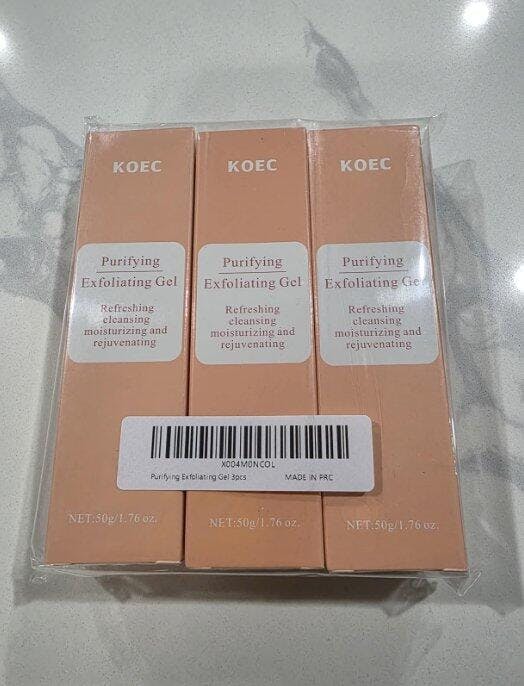 KOEC
Purifying
Exfoliating Gel
Refreshing
cleansing
moisturizing and
rejuvenating
NET:50g/1.76 oz.
KOEC
Purifying
Exfoliating Gel
Refreshing
cleansing
moisturizing and
rejuvenating
NET:50g/1.76 oz.
KOEC
Purifying
Exfoliating Gel
Refreshing
cleansing
moisturizing and
rejuvenating
NET:50g/1.76 oz.
X004M0NCOL
Purifying Exfoliating Gel 3pcs
MADE IN PRC